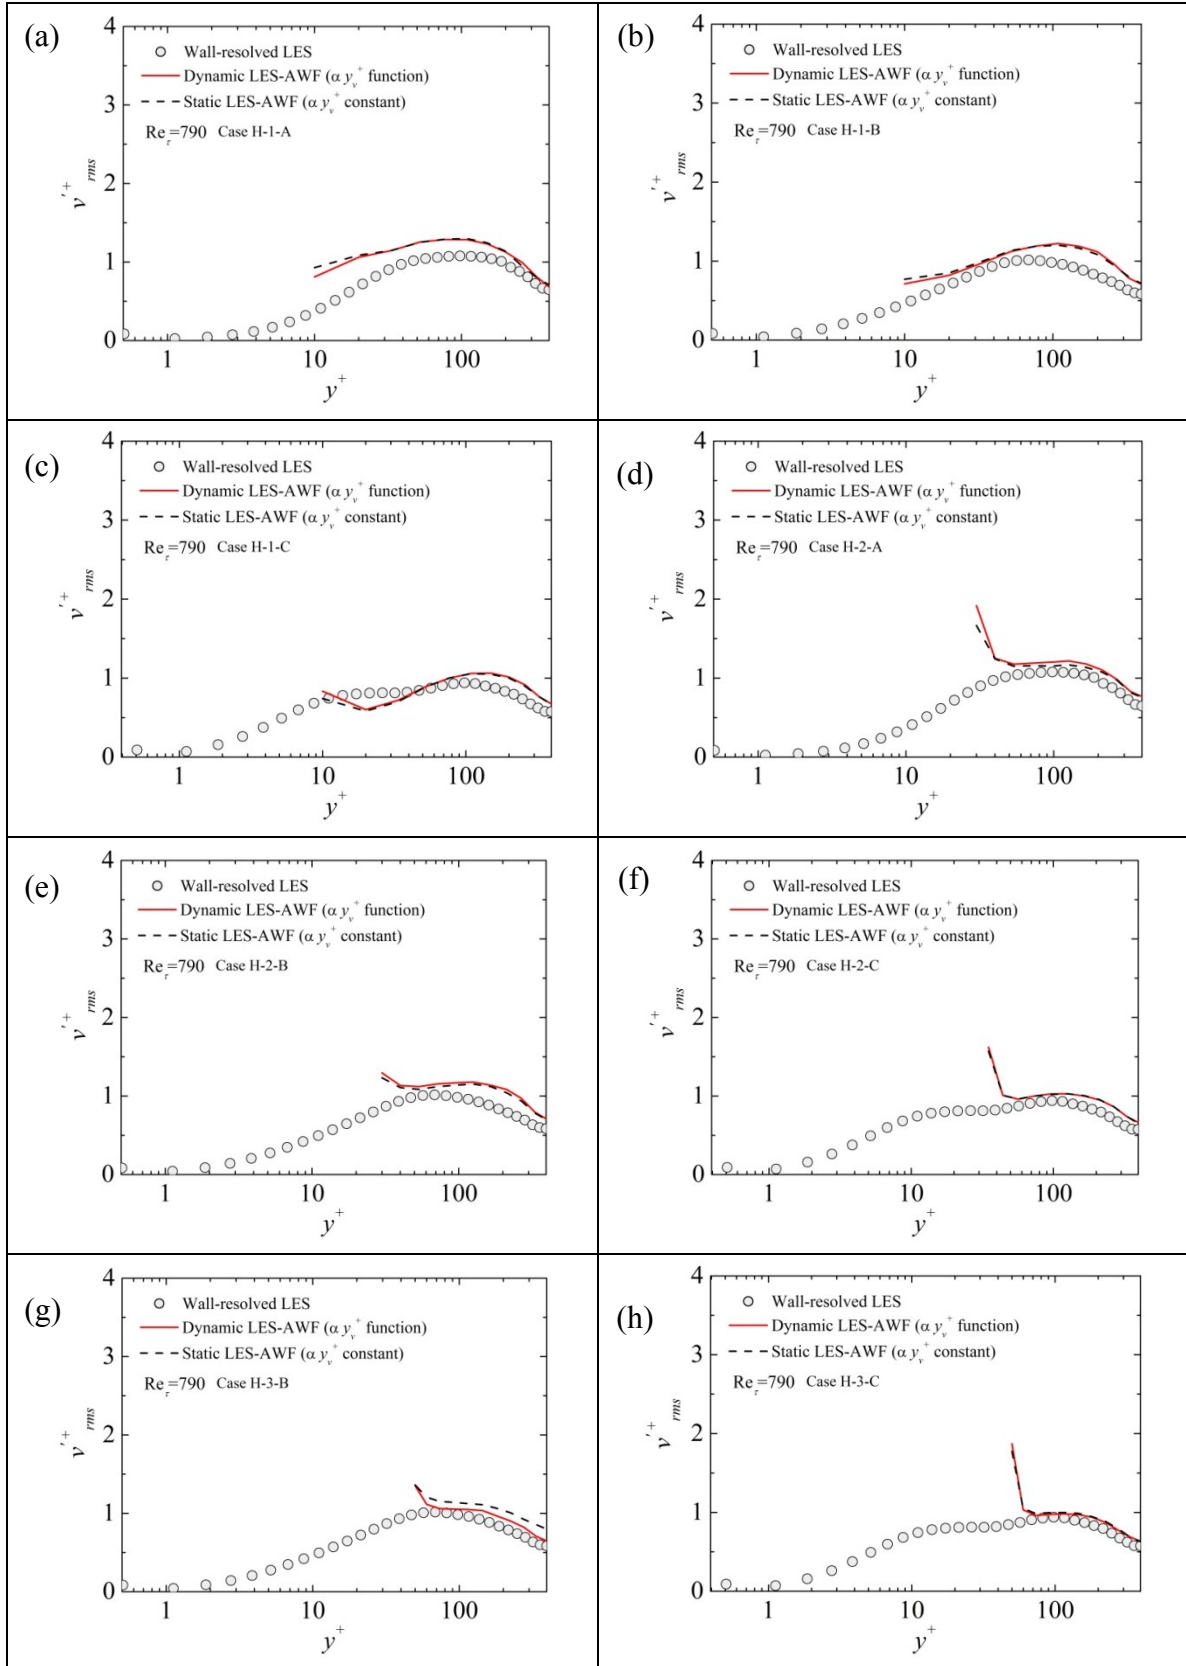 (a)
4
Wall-resolved LES
Dynamic LES-AWF (α y_v^+ function)
Static LES-AWF (α y_v^+ constant)
Re_τ=790 Case H-1-A
3
2
1
0
v'^+_rms
1 10 100
y^+
(b)
4
Wall-resolved LES
Dynamic LES-AWF (α y_v^+ function)
Static LES-AWF (α y_v^+ constant)
Re_τ=790 Case H-1-B
3
2
1
0
v'^+_rms
1 10 100
y^+
(c)
4
Wall-resolved LES
Dynamic LES-AWF (α y_v^+ function)
Static LES-AWF (α y_v^+ constant)
Re_τ=790 Case H-1-C
3
2
1
0
v'^+_rms
1 10 100
y^+
(d)
4
Wall-resolved LES
Dynamic LES-AWF (α y_v^+ function)
Static LES-AWF (α y_v^+ constant)
Re_τ=790 Case H-2-A
3
2
1
0
v'^+_rms
1 10 100
y^+
(e)
4
Wall-resolved LES
Dynamic LES-AWF (α y_v^+ function)
Static LES-AWF (α y_v^+ constant)
Re_τ=790 Case H-2-B
3
2
1
0
v'^+_rms
1 10 100
y^+
(f)
4
Wall-resolved LES
Dynamic LES-AWF (α y_v^+ function)
Static LES-AWF (α y_v^+ constant)
Re_τ=790 Case H-2-C
3
2
1
0
v'^+_rms
1 10 100
y^+
(g)
4
Wall-resolved LES
Dynamic LES-AWF (α y_v^+ function)
Static LES-AWF (α y_v^+ constant)
Re_τ=790 Case H-3-B
3
2
1
0
v'^+_rms
1 10 100
y^+
(h)
4
Wall-resolved LES
Dynamic LES-AWF (α y_v^+ function)
Static LES-AWF (α y_v^+ constant)
Re_τ=790 Case H-3-C
3
2
1
0
v'^+_rms
1 10 100
y^+